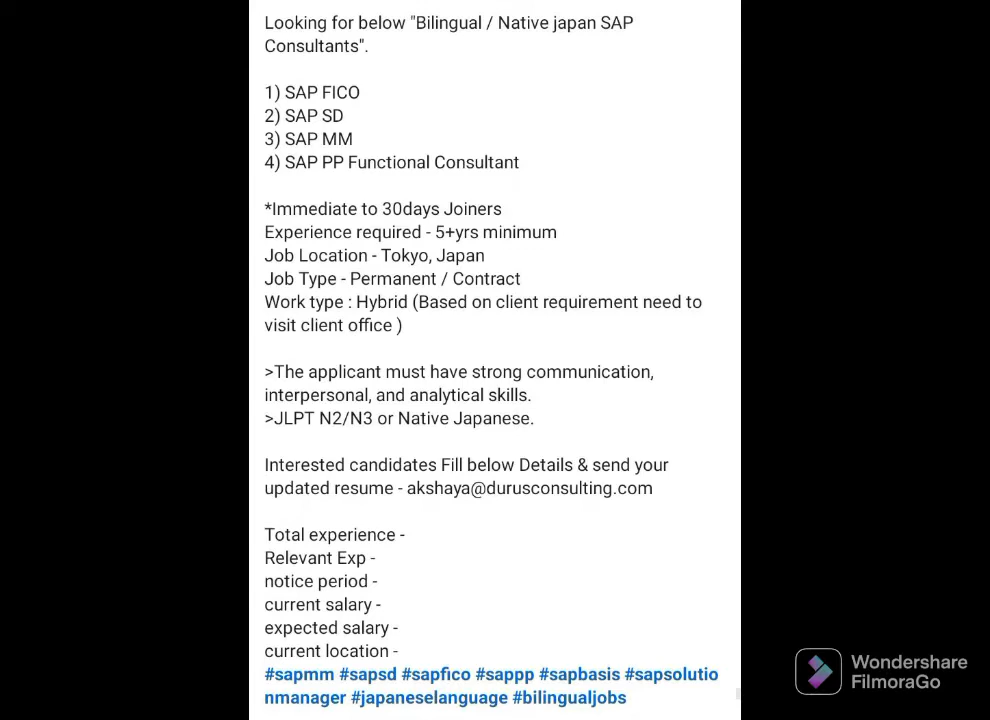 Looking for below "Bilingual / Native japan SAP
Consultants".
1) SAP FICO
2) SAP SD
3) SAP MM
4) SAP PP Functional Consultant
*Immediate to 30days Joiners
Experience required - 5+yrs minimum
Job Location - Tokyo, Japan
Job Type - Permanent / Contract
Work type : Hybrid (Based on client requirement need to
visit client office )
>The applicant must have strong communication,
interpersonal, and analytical skills.
>JLPT N2/N3 or Native Japanese.
Interested candidates Fill below Details & send your
updated resume - akshaya@durusconsulting.com
Total experience -
Relevant Exp -
notice period -
current salary -
expected salary -
current location -
#sapmm #sapsd #sapfico #sappp #sapbasis #sapsolutio
nmanager #japaneselanguage #bilingualjobs
Wondershare
FilmoraGo